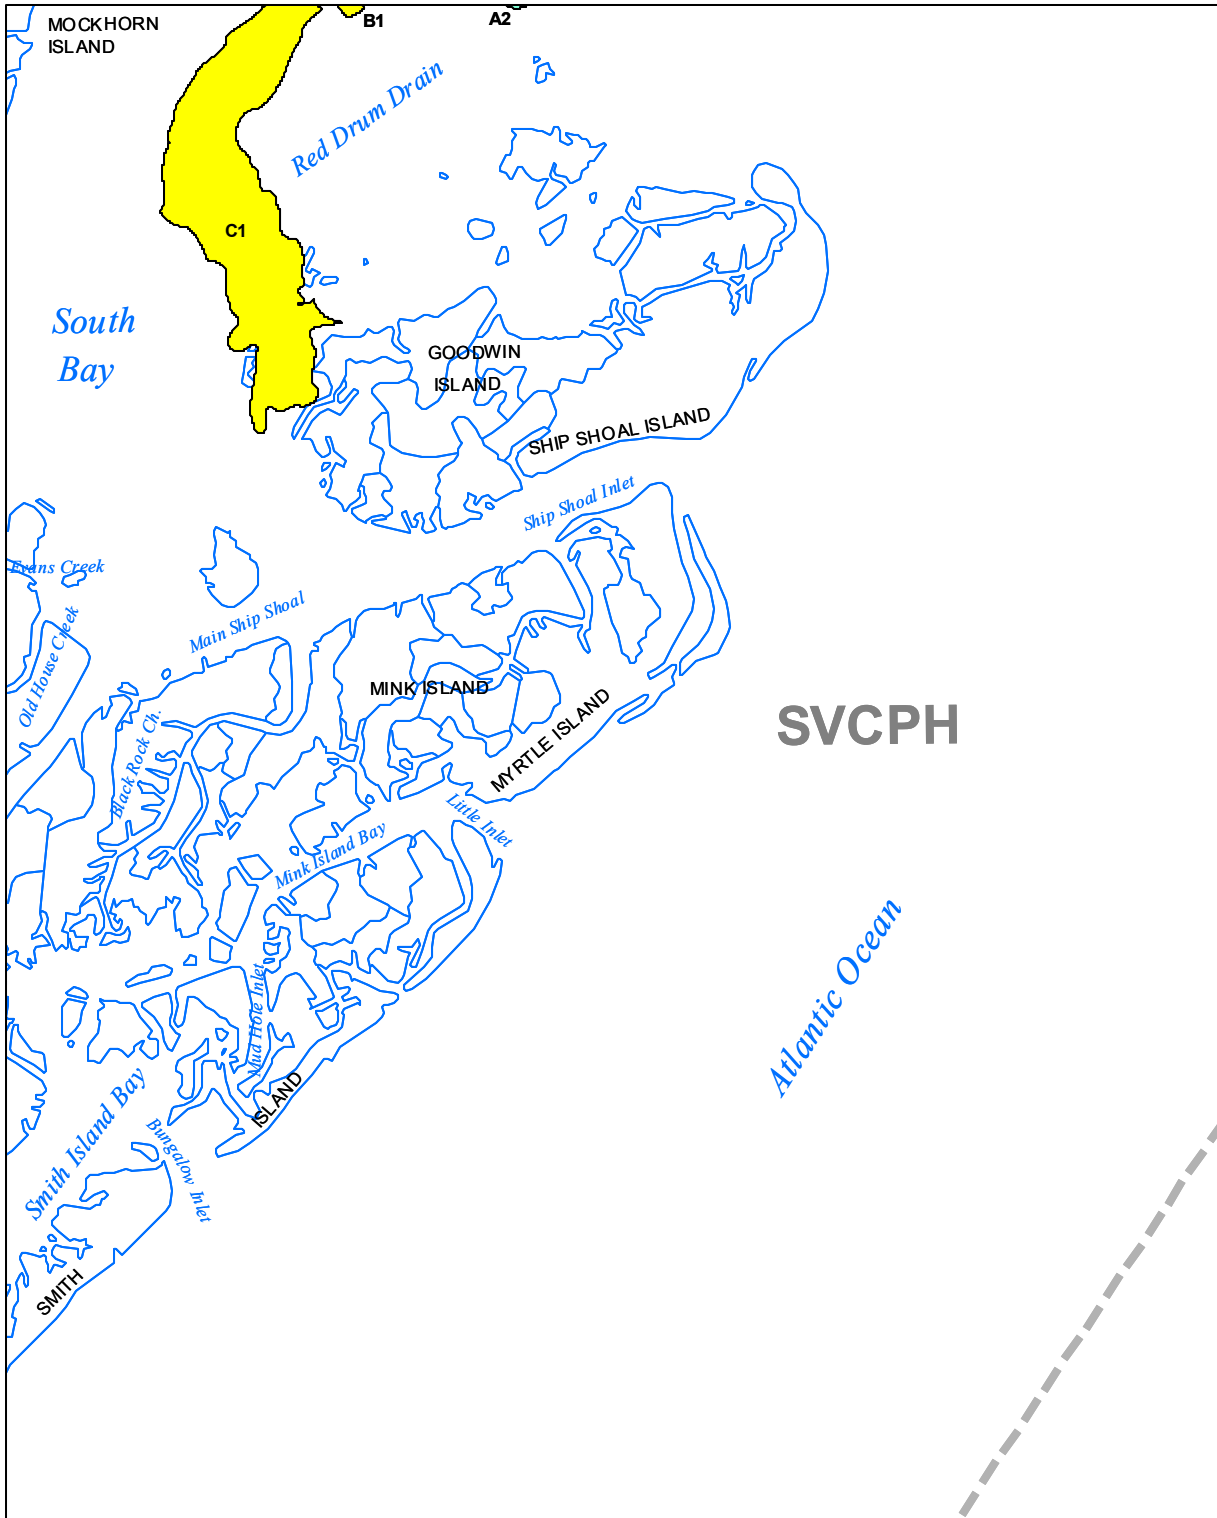 MOCKHORN
ISLAND
B1
A2
Red Drum Drain
C1
South
Bay
GOODWIN
ISLAND
SHIP SHOAL ISLAND
Ship Shoal Inlet
Evans Creek
Main Ship Shoal
Old House Creek
MINK ISLAND
Black Rock Ch.
MYRTLE ISLAND
SVCPH
Little Inlet
Mink Island Bay
Atlantic Ocean
Mud Hole Inlet
ISLAND
Smith Island Bay
Bungalow Inlet
SMITH